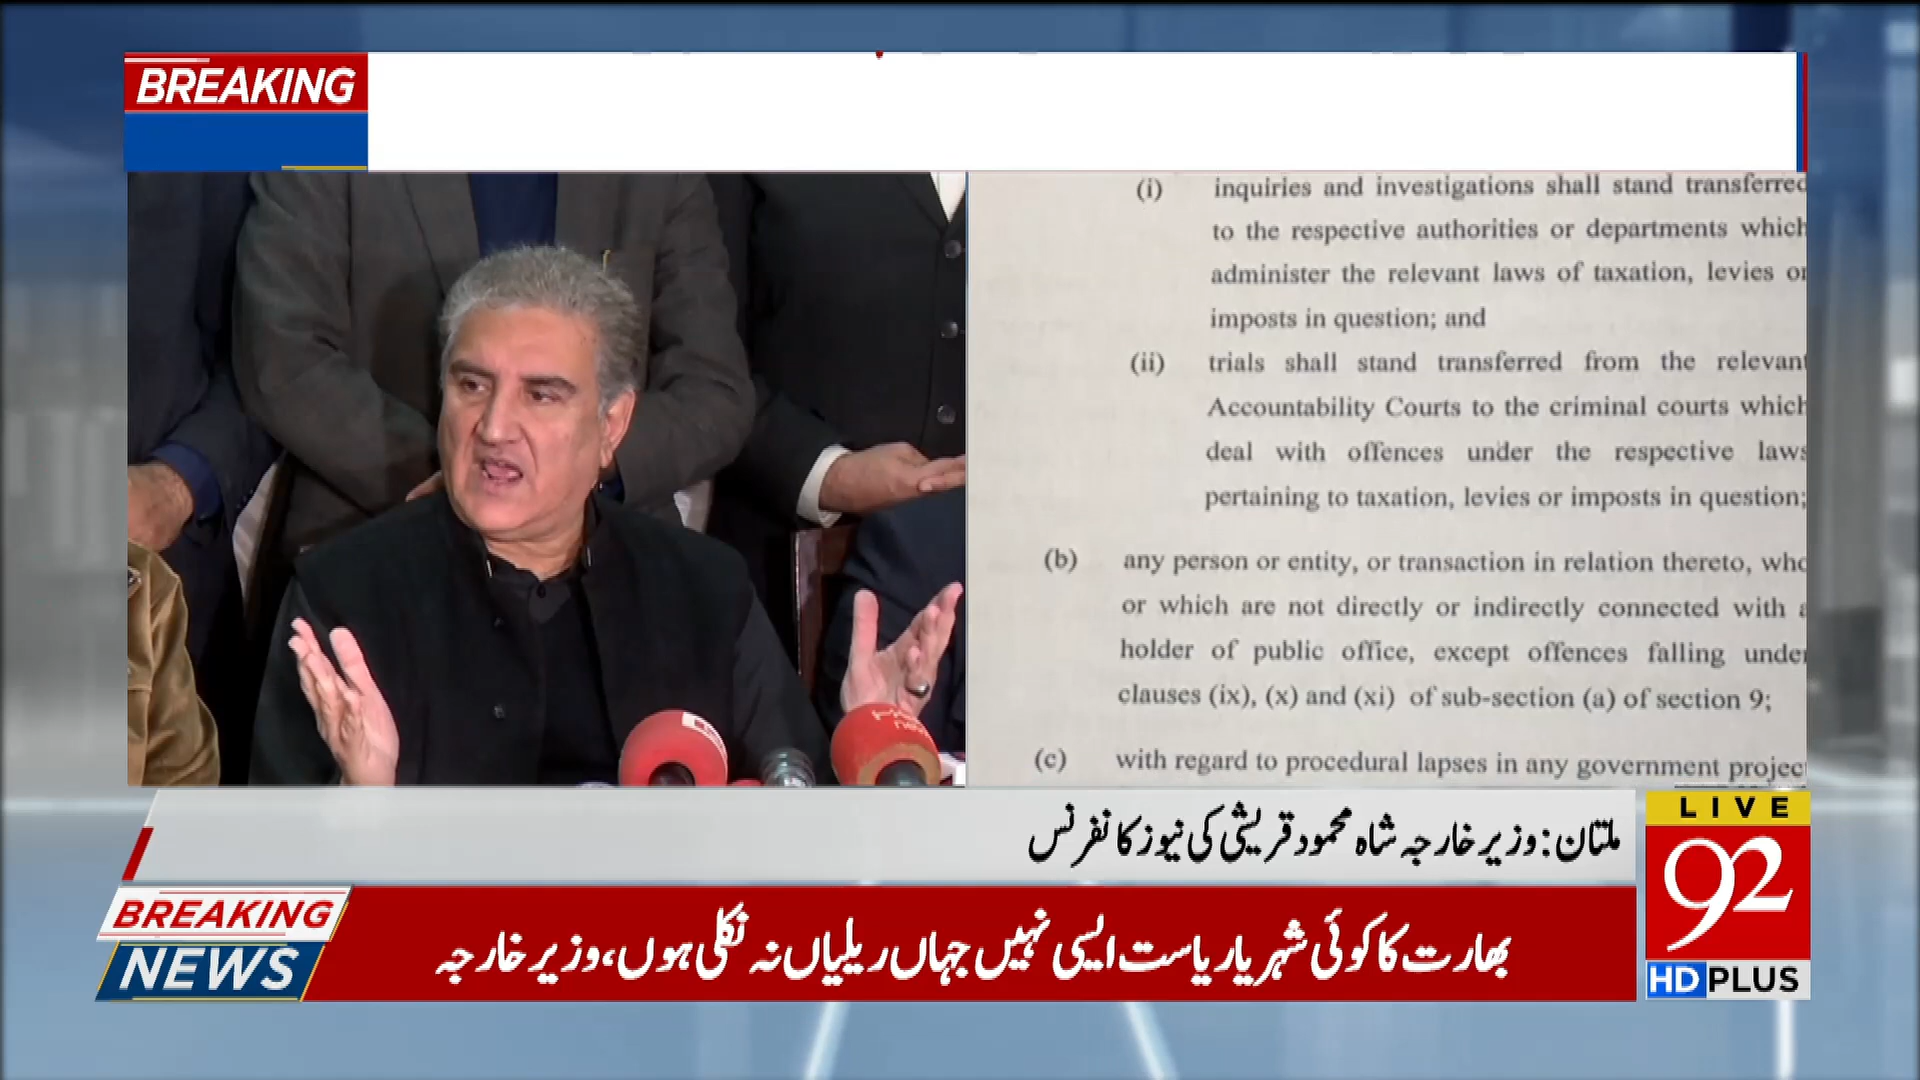 BREAKING
(i) inquiries and investigations shall stand transferred
to the respective authorities or departments which
administer the relevant laws of taxation, levies or
imposts in question; and
(ii) trials shall stand transferred from the relevant
Accountability Courts to the criminal courts which
deal with offences under the respective laws
pertaining to taxation, levies or imposts in question;
(b) any person or entity, or transaction in relation thereto, who
or which are not directly or indirectly connected with a
holder of public office, except offences falling under
clauses (ix), (x) and (xi) of sub-section (a) of section 9;
(c) with regard to procedural lapses in any government project
ملتان: وزیر خارجہ شاہ محمود قریشی کی نیوز کانفرنس
LIVE
92
HD PLUS
BREAKING
NEWS
بھارت کا کوئی شہر یا ریاست ایسی نہیں جہاں ریلیاں نہ نکلی ہوں، وزیر خارجہ